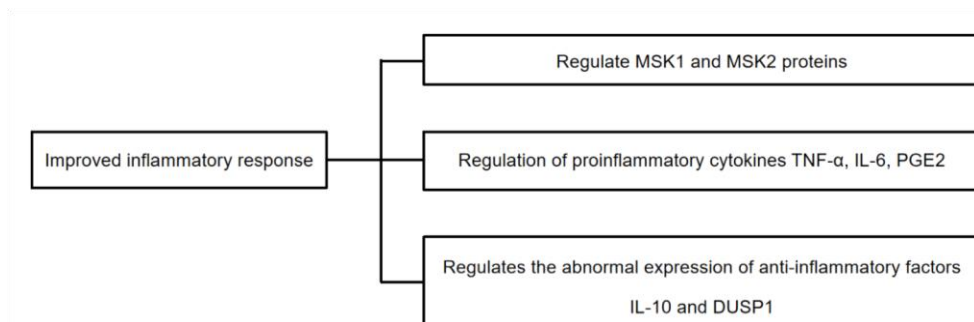 Regulate MSK1 and MSK2 proteins
Improved inflammatory response
Regulation of proinflammatory cytokines TNF-α, IL-6, PGE2
Regulates the abnormal expression of anti-inflammatory factors
IL-10 and DUSP1